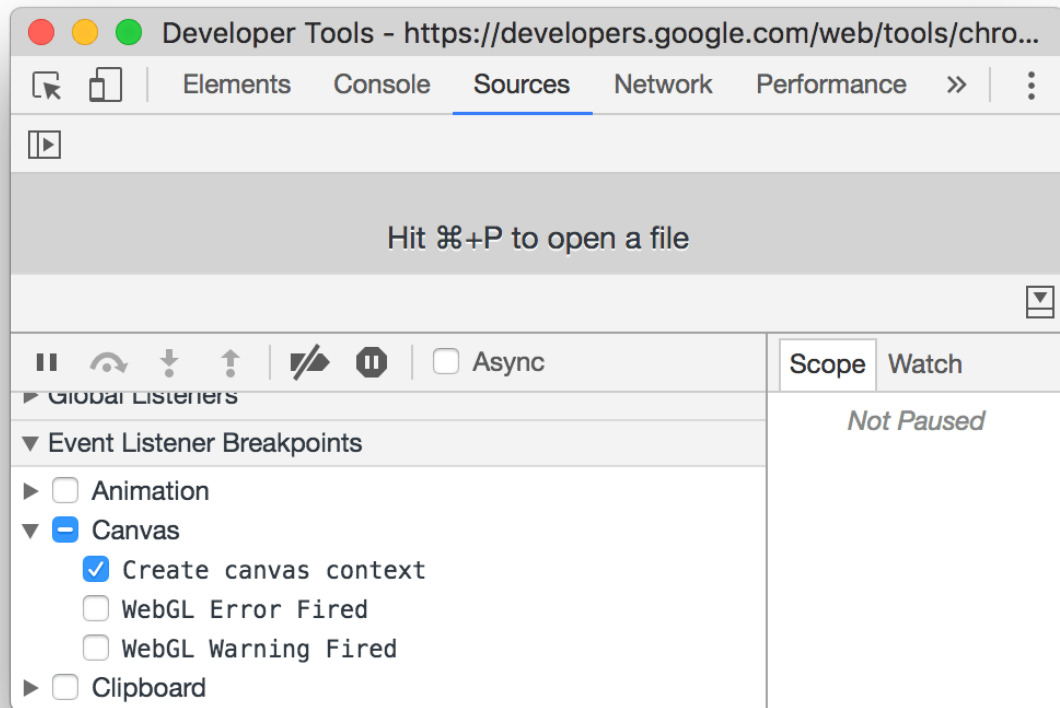 Developer Tools - https://developers.google.com/web/tools/chro...
Elements Console Sources Network Performance »
Hit ⌘+P to open a file
Async
Scope Watch
Global Listeners
Not Paused
Event Listener Breakpoints
Animation
Canvas
Create canvas context
WebGL Error Fired
WebGL Warning Fired
Clipboard